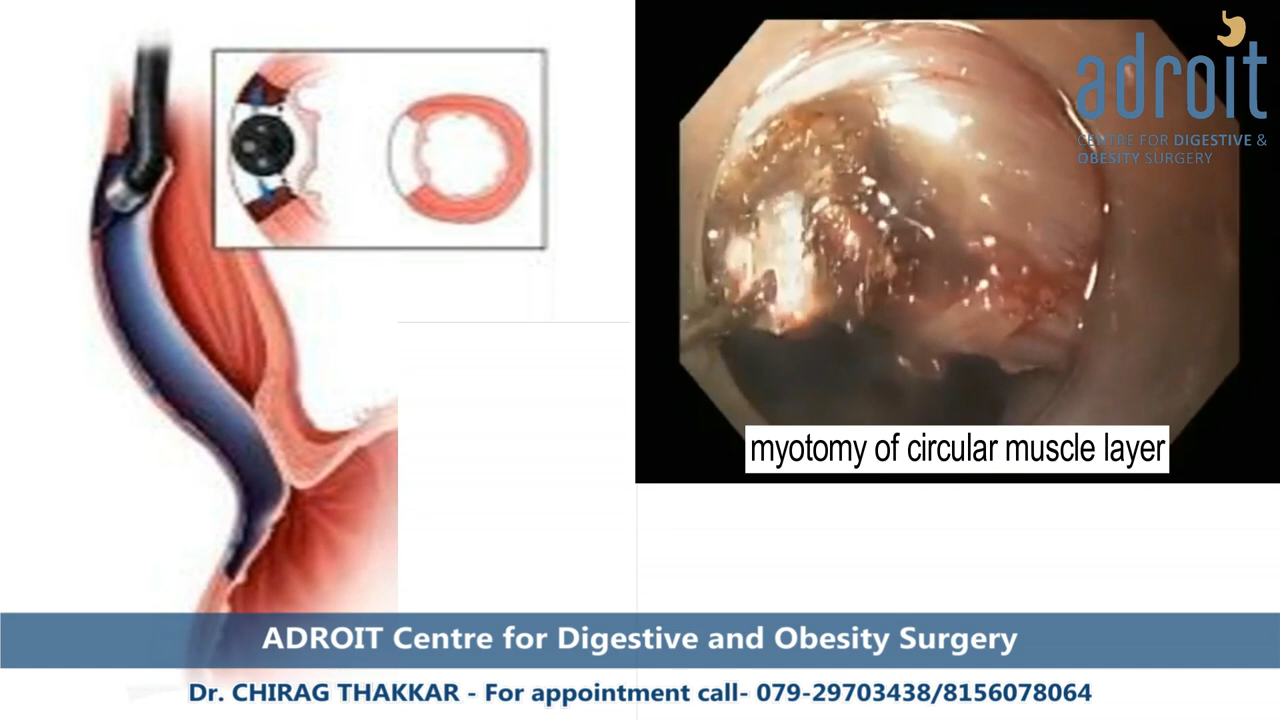 adroit
CENTRE FOR DIGESTIVE &
OBESITY SURGERY
myotomy of circular muscle layer
ADROIT Centre for Digestive and Obesity Surgery
Dr. CHIRAG THAKKAR - For appointment call- 079-29703438/8156078064